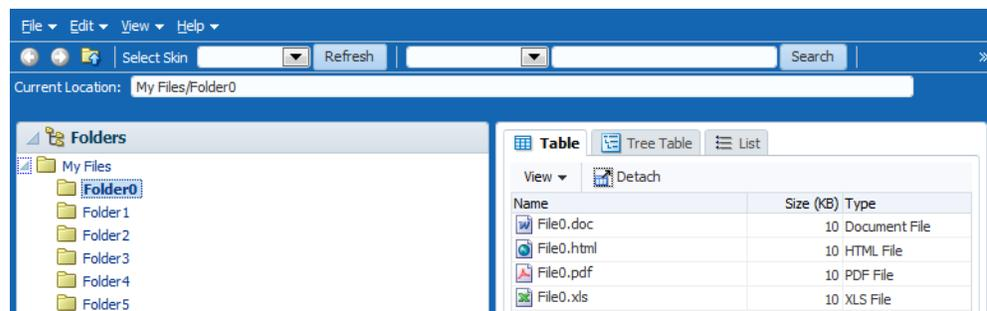 File Edit View Help
Select Skin Refresh Search »
Current Location: My Files/Folder0
Folders
My Files
Folder0
Folder1
Folder2
Folder3
Folder4
Folder5
Table Tree Table List
View Detach
Name Size (KB) Type
File0.doc 10 Document File
File0.html 10 HTML File
File0.pdf 10 PDF File
File0.xls 10 XLS File